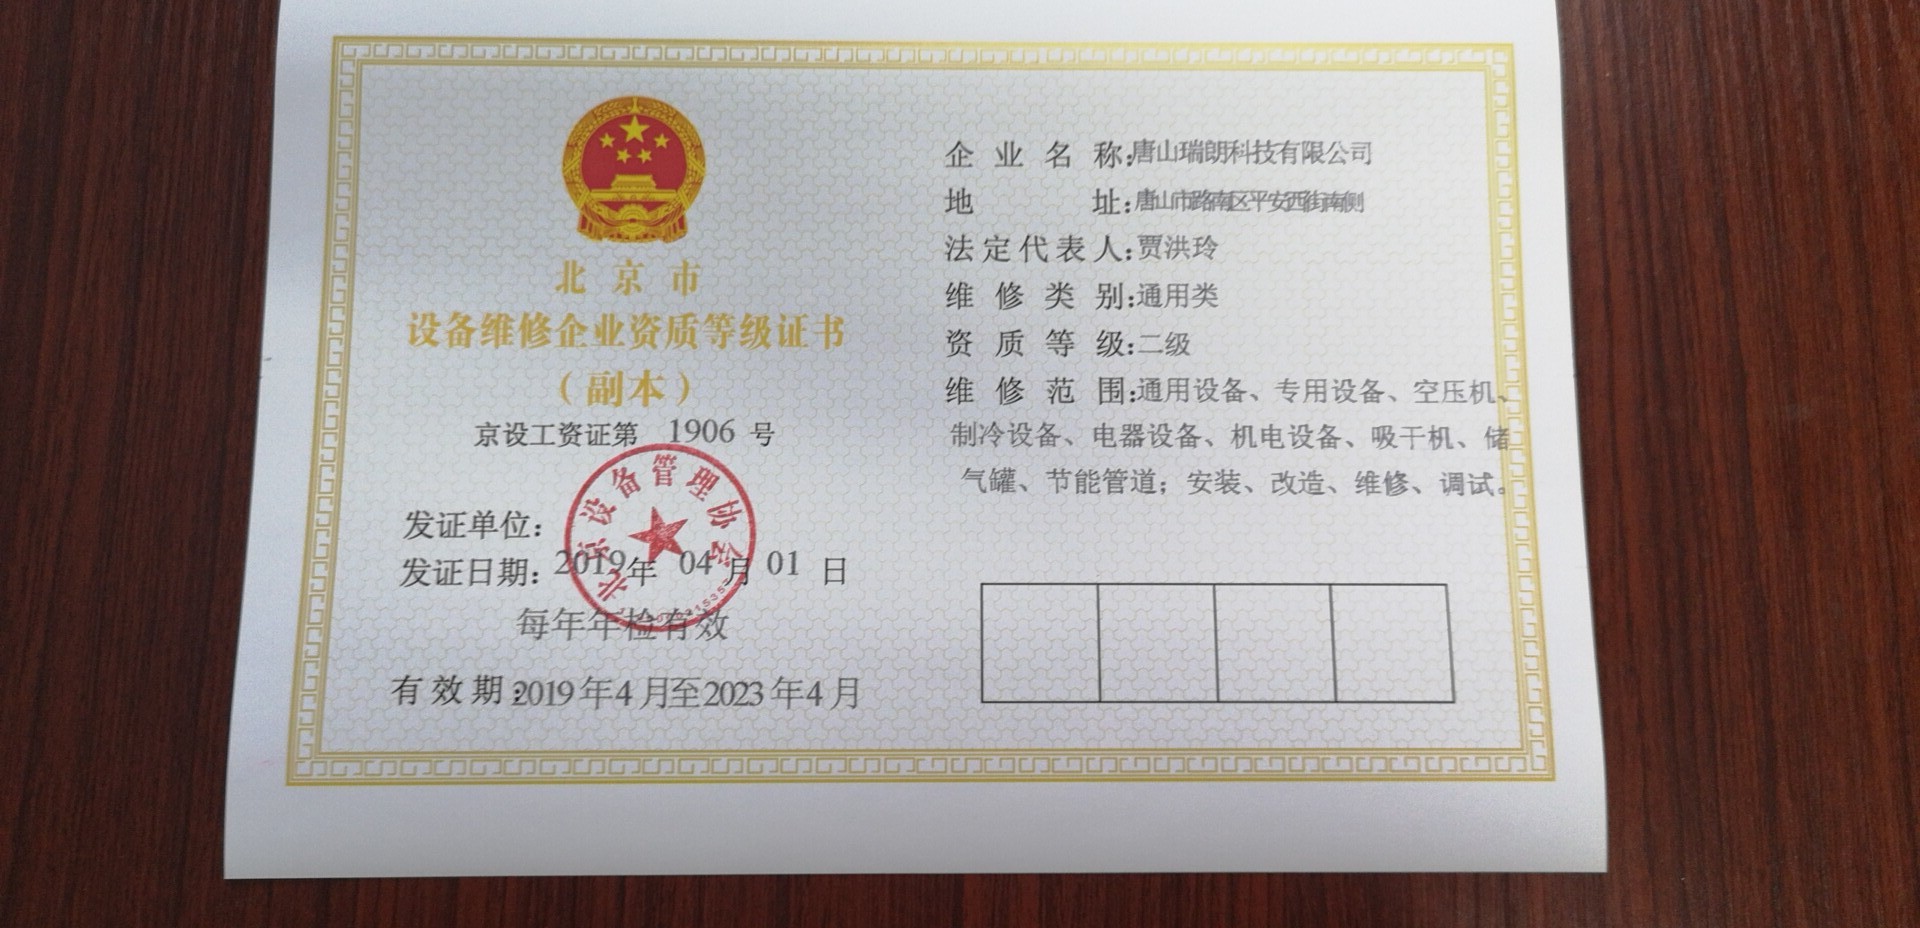 北京市
设备维修企业资质等级证书
（副本）
京设工资证第 1906 号
北京设备管理协会
发证单位：
发证日期：2019年 04月 01 日
每年年检有效
有效期：2019年4月至2023年4月
企业名称：唐山瑞朗科技有限公司
地址：唐山市路南区平安西街南侧
法定代表人：贾洪玲
维修类别：通用类
资质等级：二级
维修范围：通用设备、专用设备、空压机、
制冷设备、电器设备、机电设备、吸干机、储
气罐、节能管道；安装、改造、维修、调试。